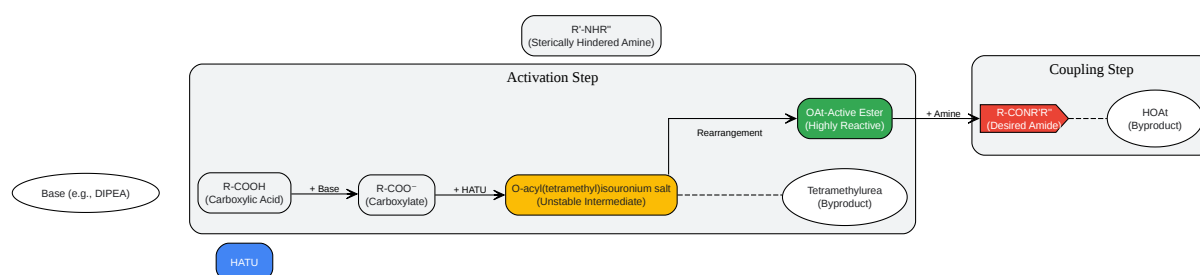 R'-NHR"
(Sterically Hindered Amine)
Activation Step
Coupling Step
OAt-Active Ester
(Highly Reactive)
+ Amine
R-CONR'R"
(Desired Amide)
HOAt
(Byproduct)
Rearrangement
Base (e.g., DIPEA)
R-COOH
(Carboxylic Acid)
+ Base
R-COO⁻
(Carboxylate)
+ HATU
O-acyl(tetramethyl)isouronium salt
(Unstable Intermediate)
Tetramethylurea
(Byproduct)
HATU